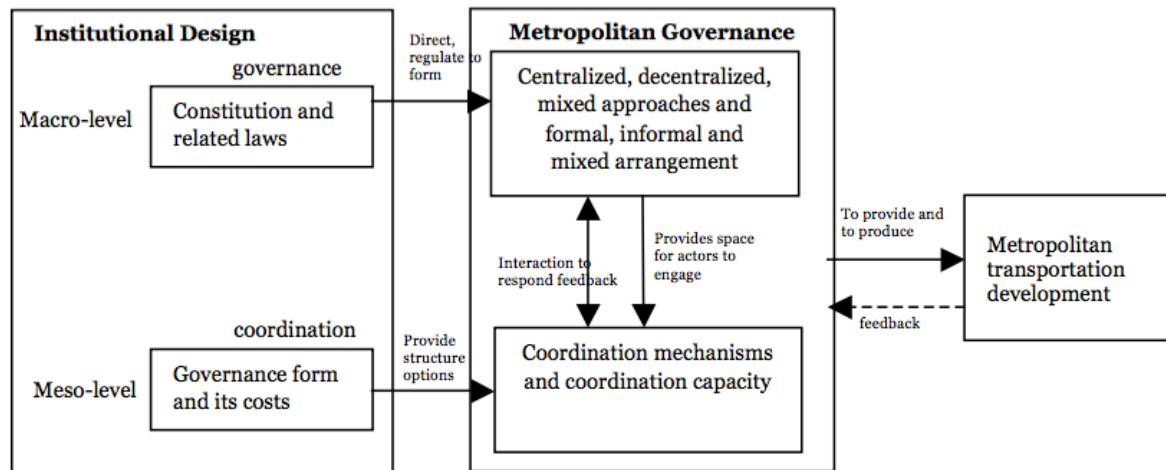 Institutional Design
governance
Macro-level
Constitution and
related laws
coordination
Meso-level
Governance form
and its costs
Direct,
regulate to
form
Provide
structure
options
Metropolitan Governance
Centralized, decentralized,
mixed approaches and
formal, informal and
mixed arrangement
Interaction to
respond feedback
Provides space
for actors to
engage
Coordination mechanisms
and coordination capacity
To provide and
to produce
feedback
Metropolitan
transportation
development